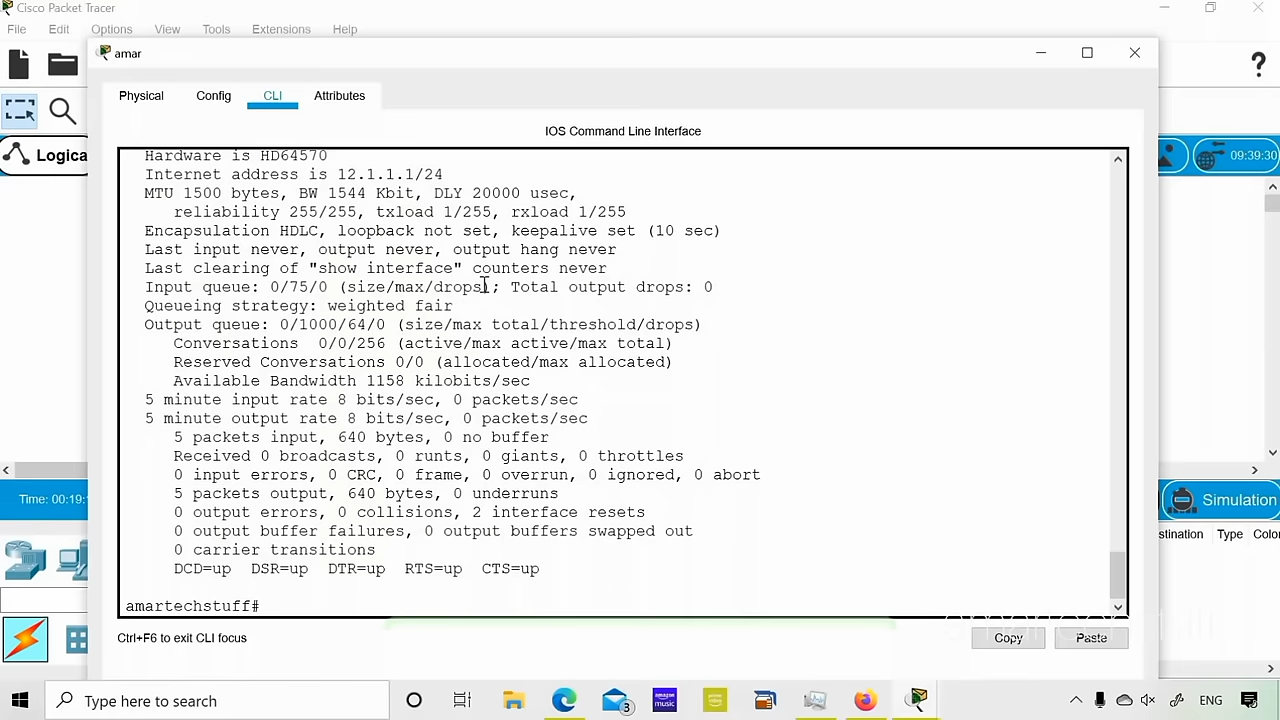 Cisco Packet Tracer
File Edit Options View Tools Extensions Help
amar
Physical Config CLI Attributes
IOS Command Line Interface
Logica
09:39:30
Hardware is HD64570
Internet address is 12.1.1.1/24
MTU 1500 bytes, BW 1544 Kbit, DLY 20000 usec,
reliability 255/255, txload 1/255, rxload 1/255
Encapsulation HDLC, loopback not set, keepalive set (10 sec)
Last input never, output never, output hang never
Last clearing of "show interface" counters never
Input queue: 0/75/0 (size/max/drops); Total output drops: 0
Queueing strategy: weighted fair
Output queue: 0/1000/64/0 (size/max total/threshold/drops)
Conversations 0/0/256 (active/max active/max total)
Reserved Conversations 0/0 (allocated/max allocated)
Available Bandwidth 1158 kilobits/sec
5 minute input rate 8 bits/sec, 0 packets/sec
5 minute output rate 8 bits/sec, 0 packets/sec
5 packets input, 640 bytes, 0 no buffer
Received 0 broadcasts, 0 runts, 0 giants, 0 throttles
0 input errors, 0 CRC, 0 frame, 0 overrun, 0 ignored, 0 abort
5 packets output, 640 bytes, 0 underruns
0 output errors, 0 collisions, 2 interface resets
0 output buffer failures, 0 output buffers swapped out
0 carrier transitions
DCD=up DSR=up DTR=up RTS=up CTS=up
amartechstuff#
Time: 00:19:
Simulation
stination Type Color
Ctrl+F6 to exit CLI focus
Copy Paste
Type here to search
3
amazon music
ENG